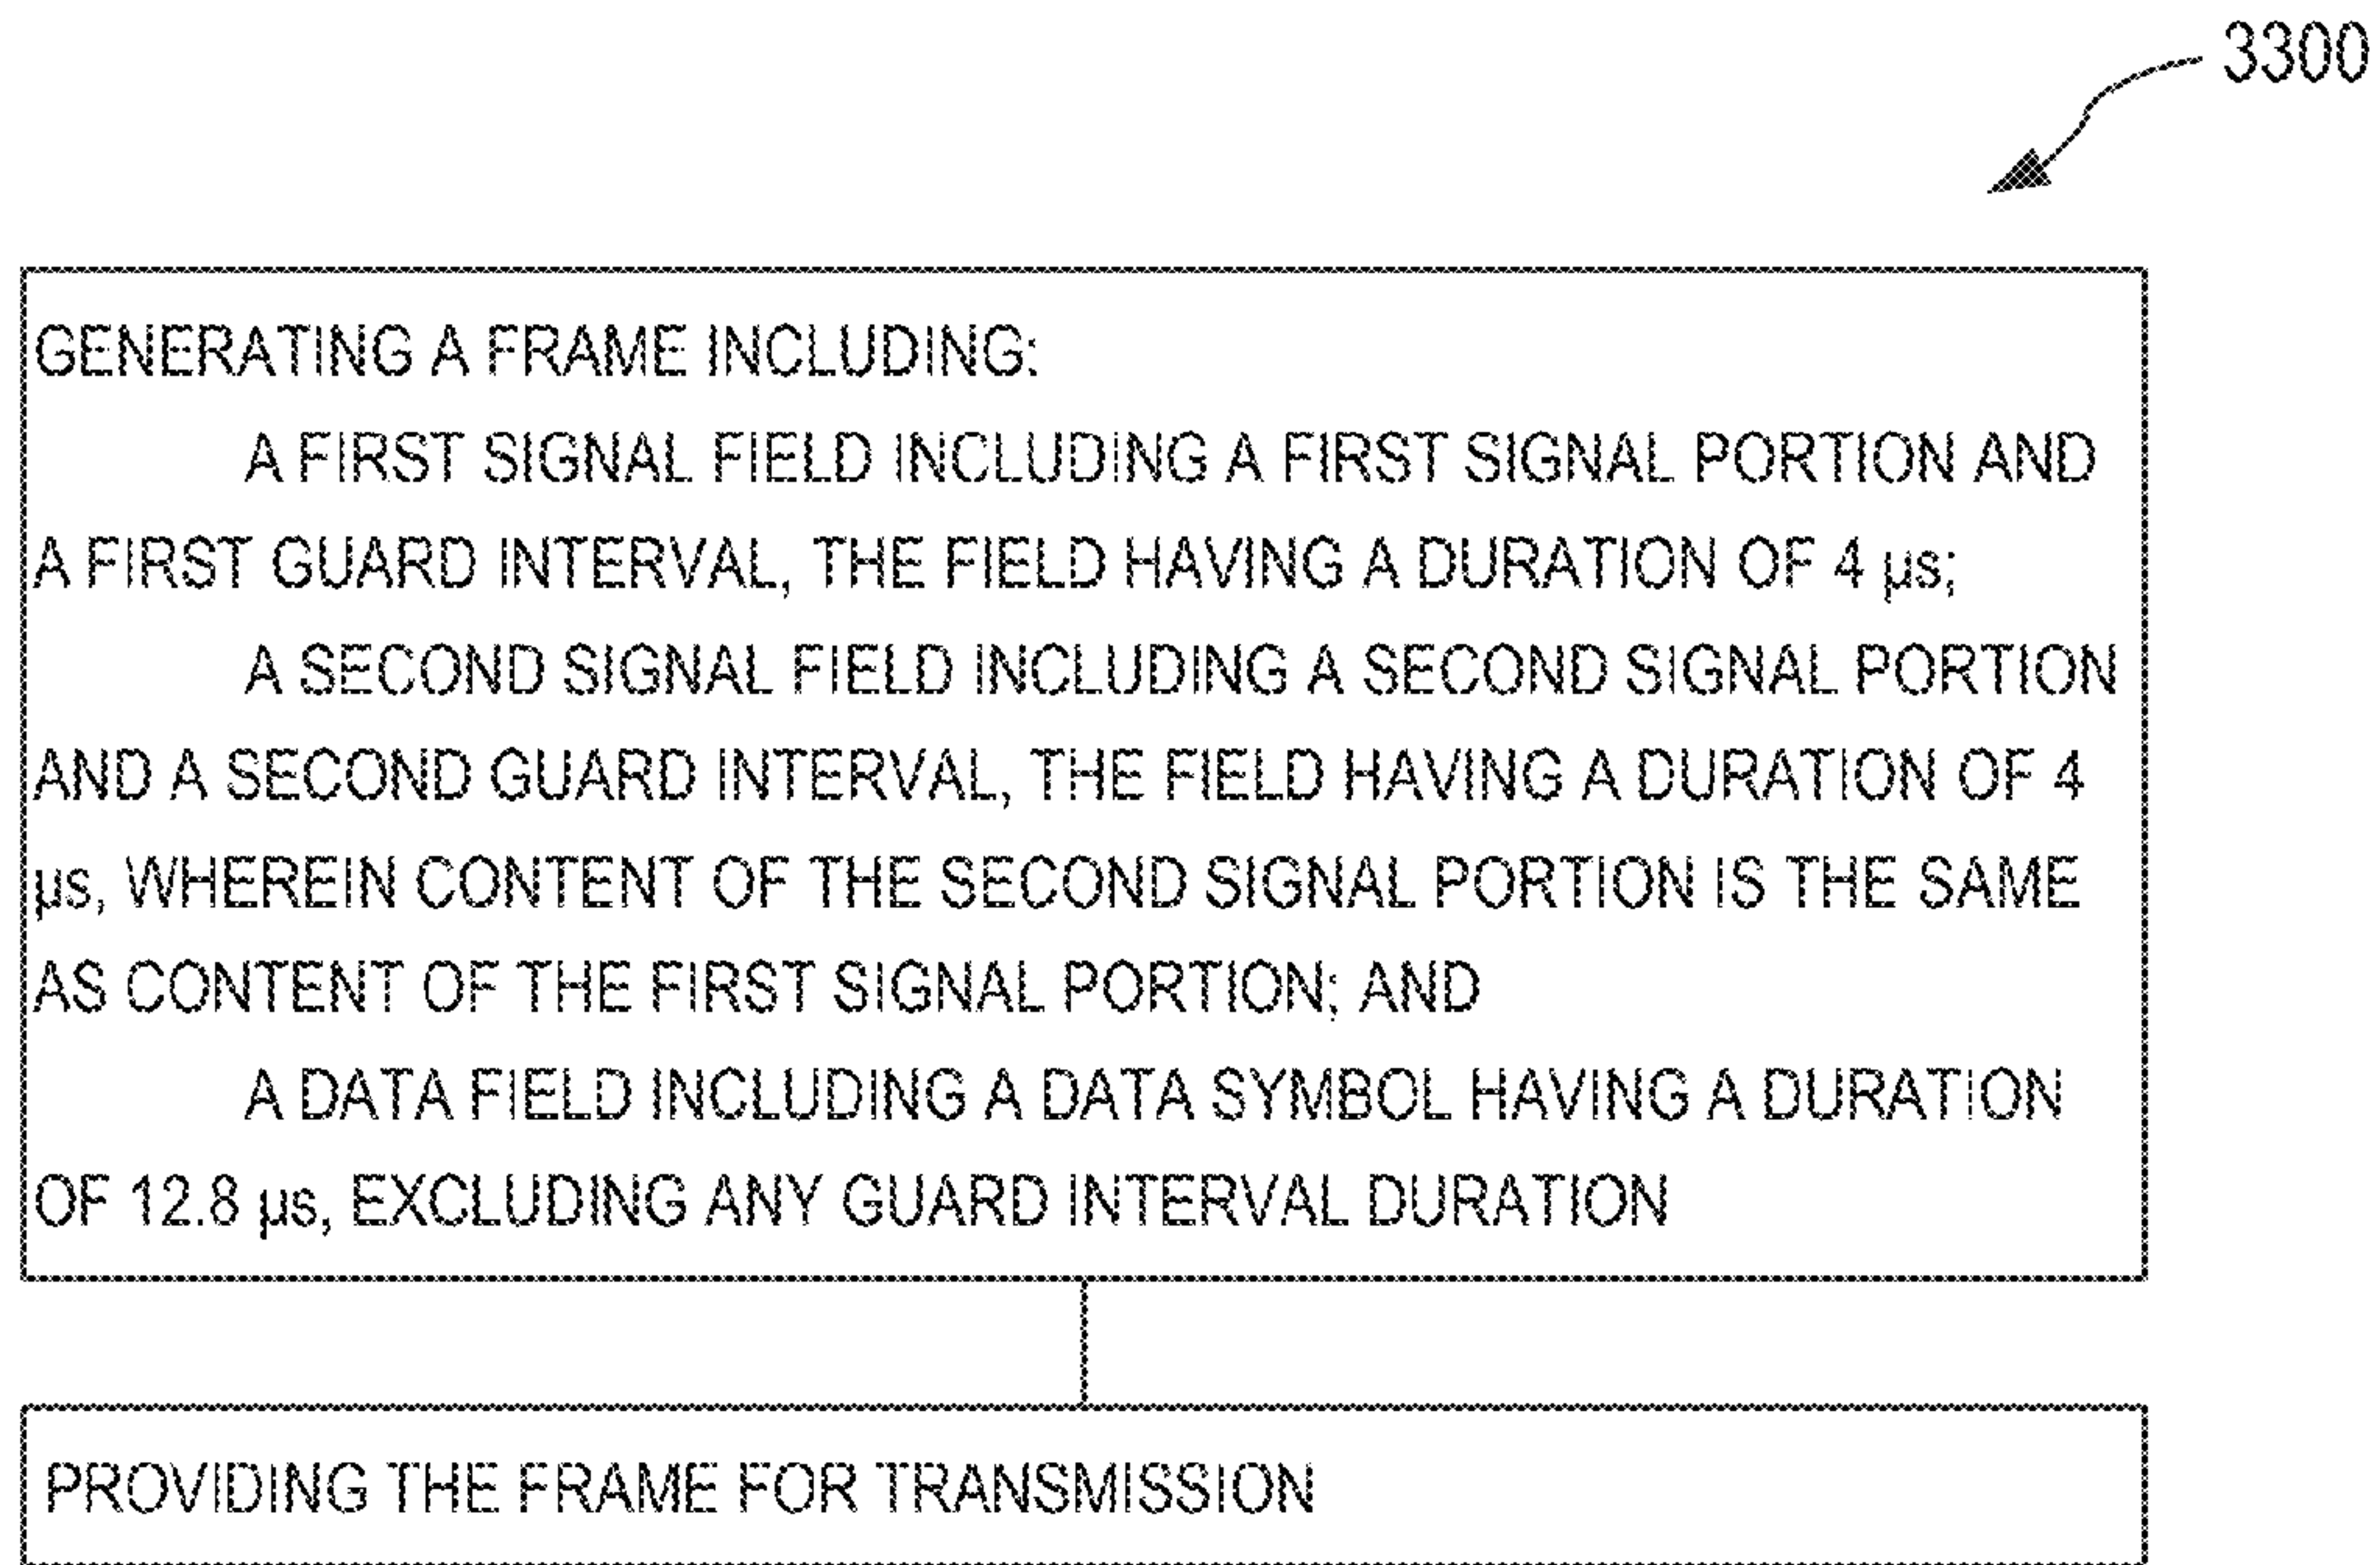 3300
GENERATING A FRAME INCLUDING:
A FIRST SIGNAL FIELD INCLUDING A FIRST SIGNAL PORTION AND
A FIRST GUARD INTERVAL, THE FIELD HAVING A DURATION OF 4 µs;
A SECOND SIGNAL FIELD INCLUDING A SECOND SIGNAL PORTION
AND A SECOND GUARD INTERVAL, THE FIELD HAVING A DURATION OF 4
µs, WHEREIN CONTENT OF THE SECOND SIGNAL PORTION IS THE SAME
AS CONTENT OF THE FIRST SIGNAL PORTION; AND
A DATA FIELD INCLUDING A DATA SYMBOL HAVING A DURATION
OF 12.8 µs, EXCLUDING ANY GUARD INTERVAL DURATION
PROVIDING THE FRAME FOR TRANSMISSION